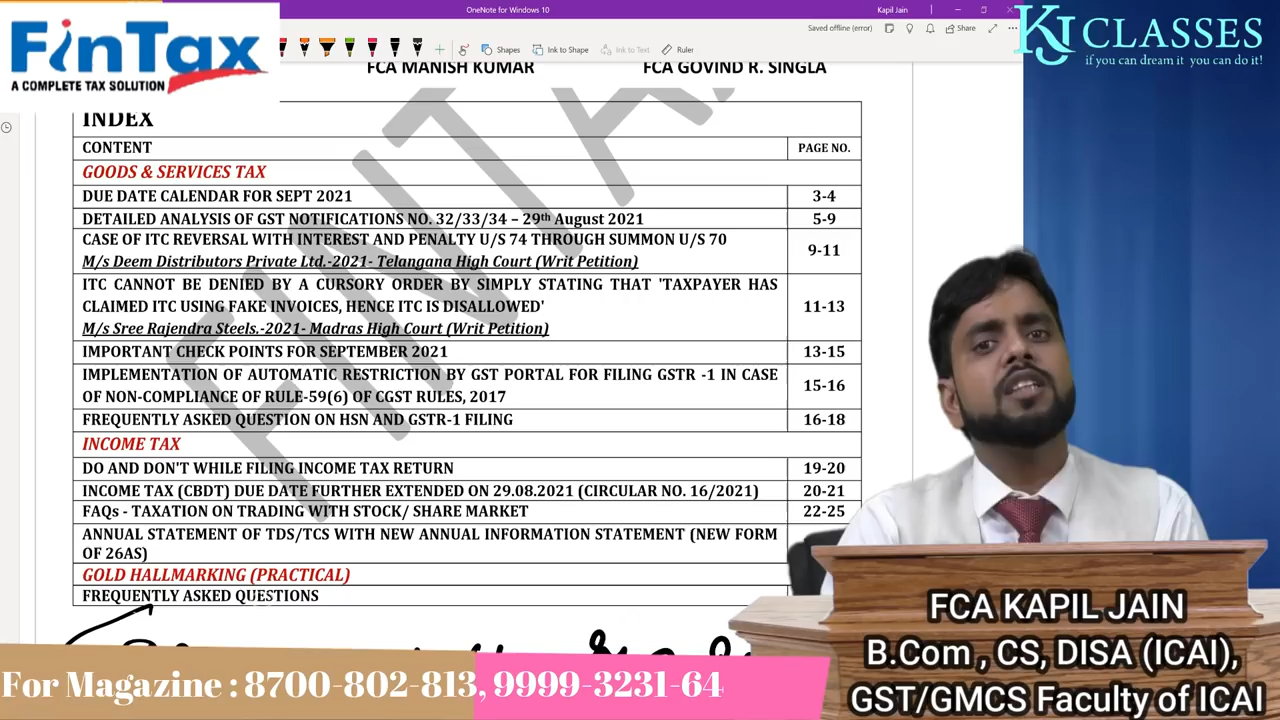 OneNote for Windows 10
Kapil Jain
FinTax
A COMPLETE TAX SOLUTION
Shapes
Ink to Shape
Ink to Text
Ruler
Saved offline (error)
Share
KJ CLASSES
if you can dream it you can do it!
FCA MANISH KUMAR FCA GOVIND R. SINGLA
INDEX
CONTENT PAGE NO.
GOODS & SERVICES TAX
DUE DATE CALENDAR FOR SEPT 2021 3-4
DETAILED ANALYSIS OF GST NOTIFICATIONS NO. 32/33/34 – 29th August 2021 5-9
CASE OF ITC REVERSAL WITH INTEREST AND PENALTY U/S 74 THROUGH SUMMON U/S 70
M/s Deem Distributors Private Ltd.-2021- Telangana High Court (Writ Petition)
9-11
ITC CANNOT BE DENIED BY A CURSORY ORDER BY SIMPLY STATING THAT 'TAXPAYER HAS
CLAIMED ITC USING FAKE INVOICES, HENCE ITC IS DISALLOWED'
M/s Sree Rajendra Steels.-2021- Madras High Court (Writ Petition)
11-13
IMPORTANT CHECK POINTS FOR SEPTEMBER 2021 13-15
IMPLEMENTATION OF AUTOMATIC RESTRICTION BY GST PORTAL FOR FILING GSTR -1 IN CASE
OF NON-COMPLIANCE OF RULE-59(6) OF CGST RULES, 2017
15-16
FREQUENTLY ASKED QUESTION ON HSN AND GSTR-1 FILING 16-18
INCOME TAX
DO AND DON'T WHILE FILING INCOME TAX RETURN 19-20
INCOME TAX (CBDT) DUE DATE FURTHER EXTENDED ON 29.08.2021 (CIRCULAR NO. 16/2021) 20-21
FAQs - TAXATION ON TRADING WITH STOCK/ SHARE MARKET 22-25
ANNUAL STATEMENT OF TDS/TCS WITH NEW ANNUAL INFORMATION STATEMENT (NEW FORM
OF 26AS)
GOLD HALLMARKING (PRACTICAL)
FREQUENTLY ASKED QUESTIONS
FCA KAPIL JAIN
B.Com , CS, DISA (ICAI),
GST/GMCS Faculty of ICAI
For Magazine : 8700-802-813, 9999-3231-64